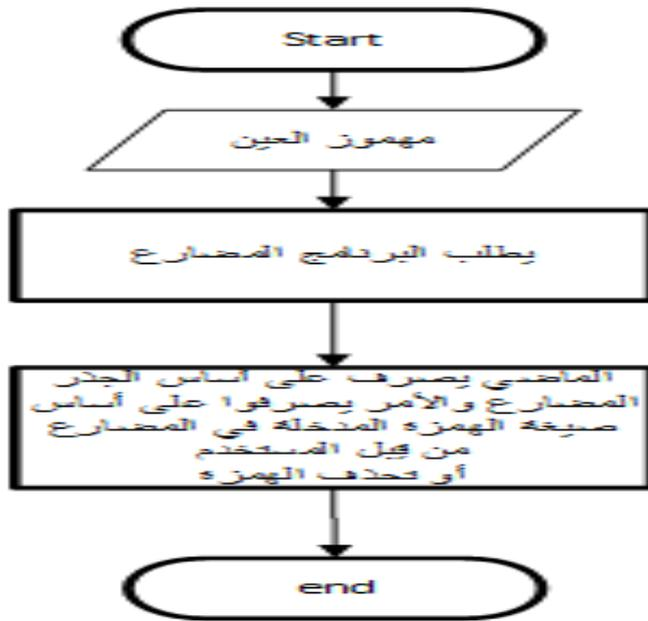 Start
مهموز العين
يطلب البرنامج المضارع
الماضي يصرف على أساس الجذر
المضارع والأمر يصرفوا على أساس
صيغة الهمزة المدخلة في المضارع
من قبل المستخدم
أو تحذف الهمزة
end